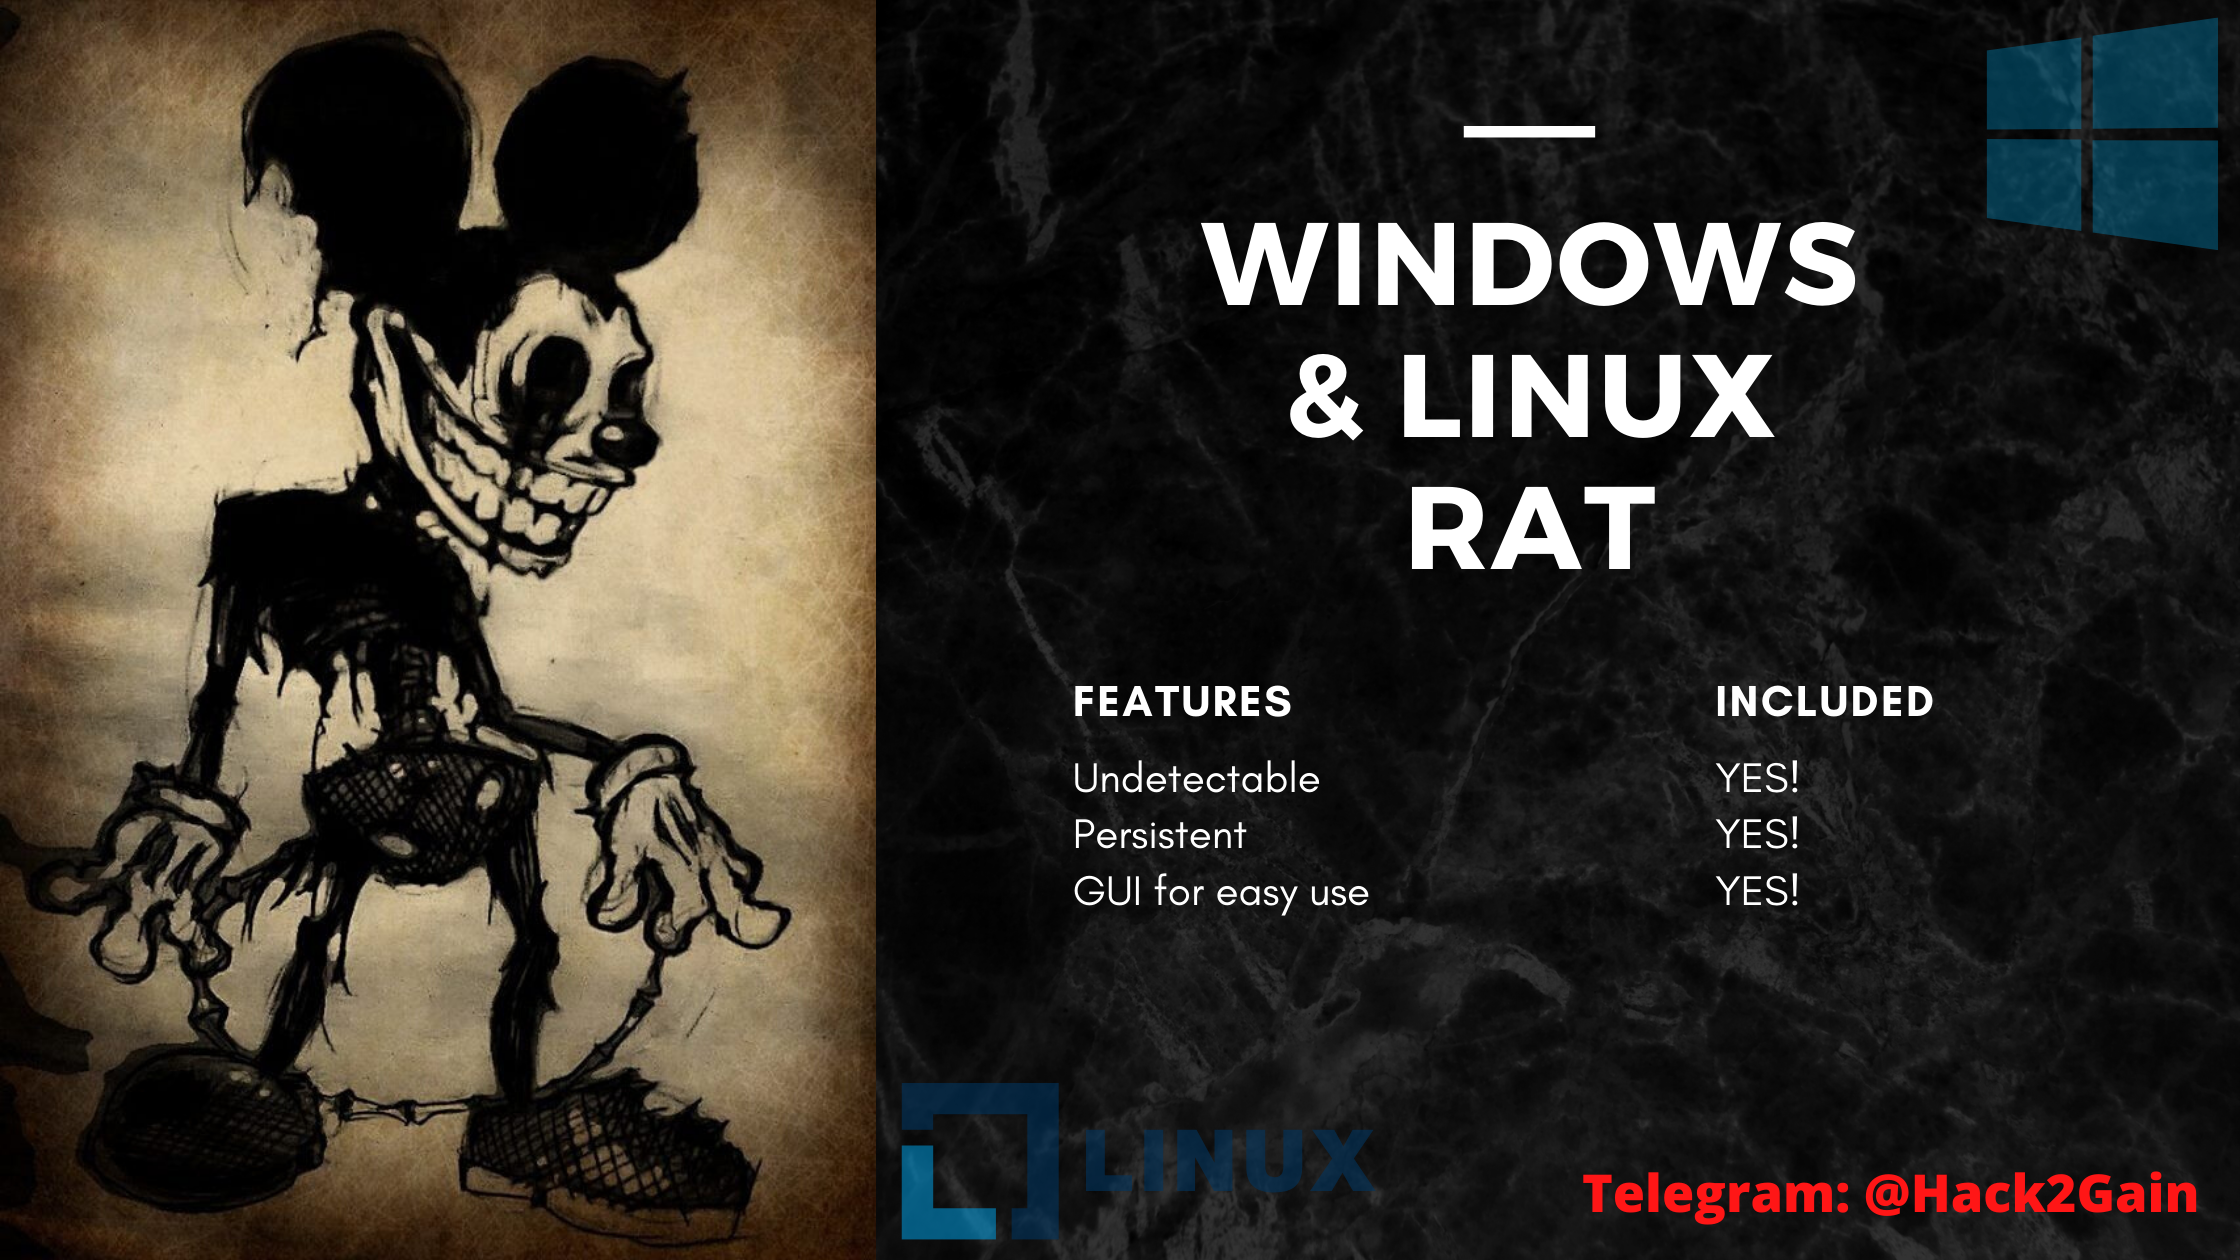 WINDOWS
& LINUX
RAT
FEATURES INCLUDED
Undetectable YES!
Persistent YES!
GUI for easy use YES!
LINUX
Telegram: @Hack2Gain